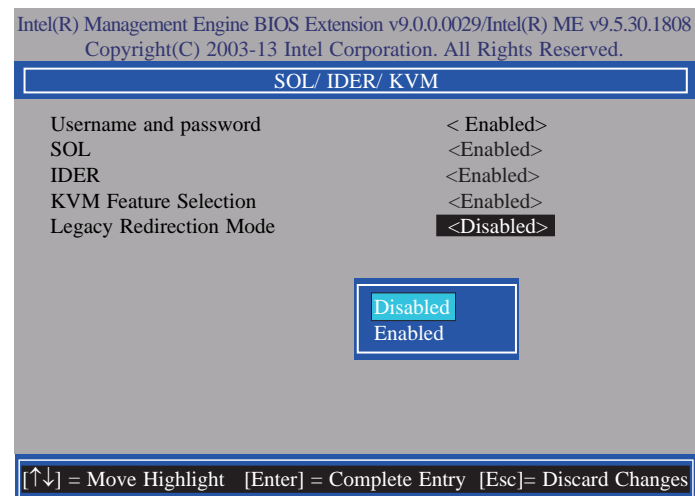 Intel(R) Management Engine BIOS Extension v9.0.0.0029/Intel(R) ME v9.5.30.1808
Copyright(C) 2003-13 Intel Corporation. All Rights Reserved.
SOL/ IDER/ KVM
Username and password < Enabled>
SOL <Enabled>
IDER <Enabled>
KVM Feature Selection <Enabled>
Legacy Redirection Mode <Disabled>
Disabled
Enabled
[↑↓] = Move Highlight [Enter] = Complete Entry [Esc]= Discard Changes